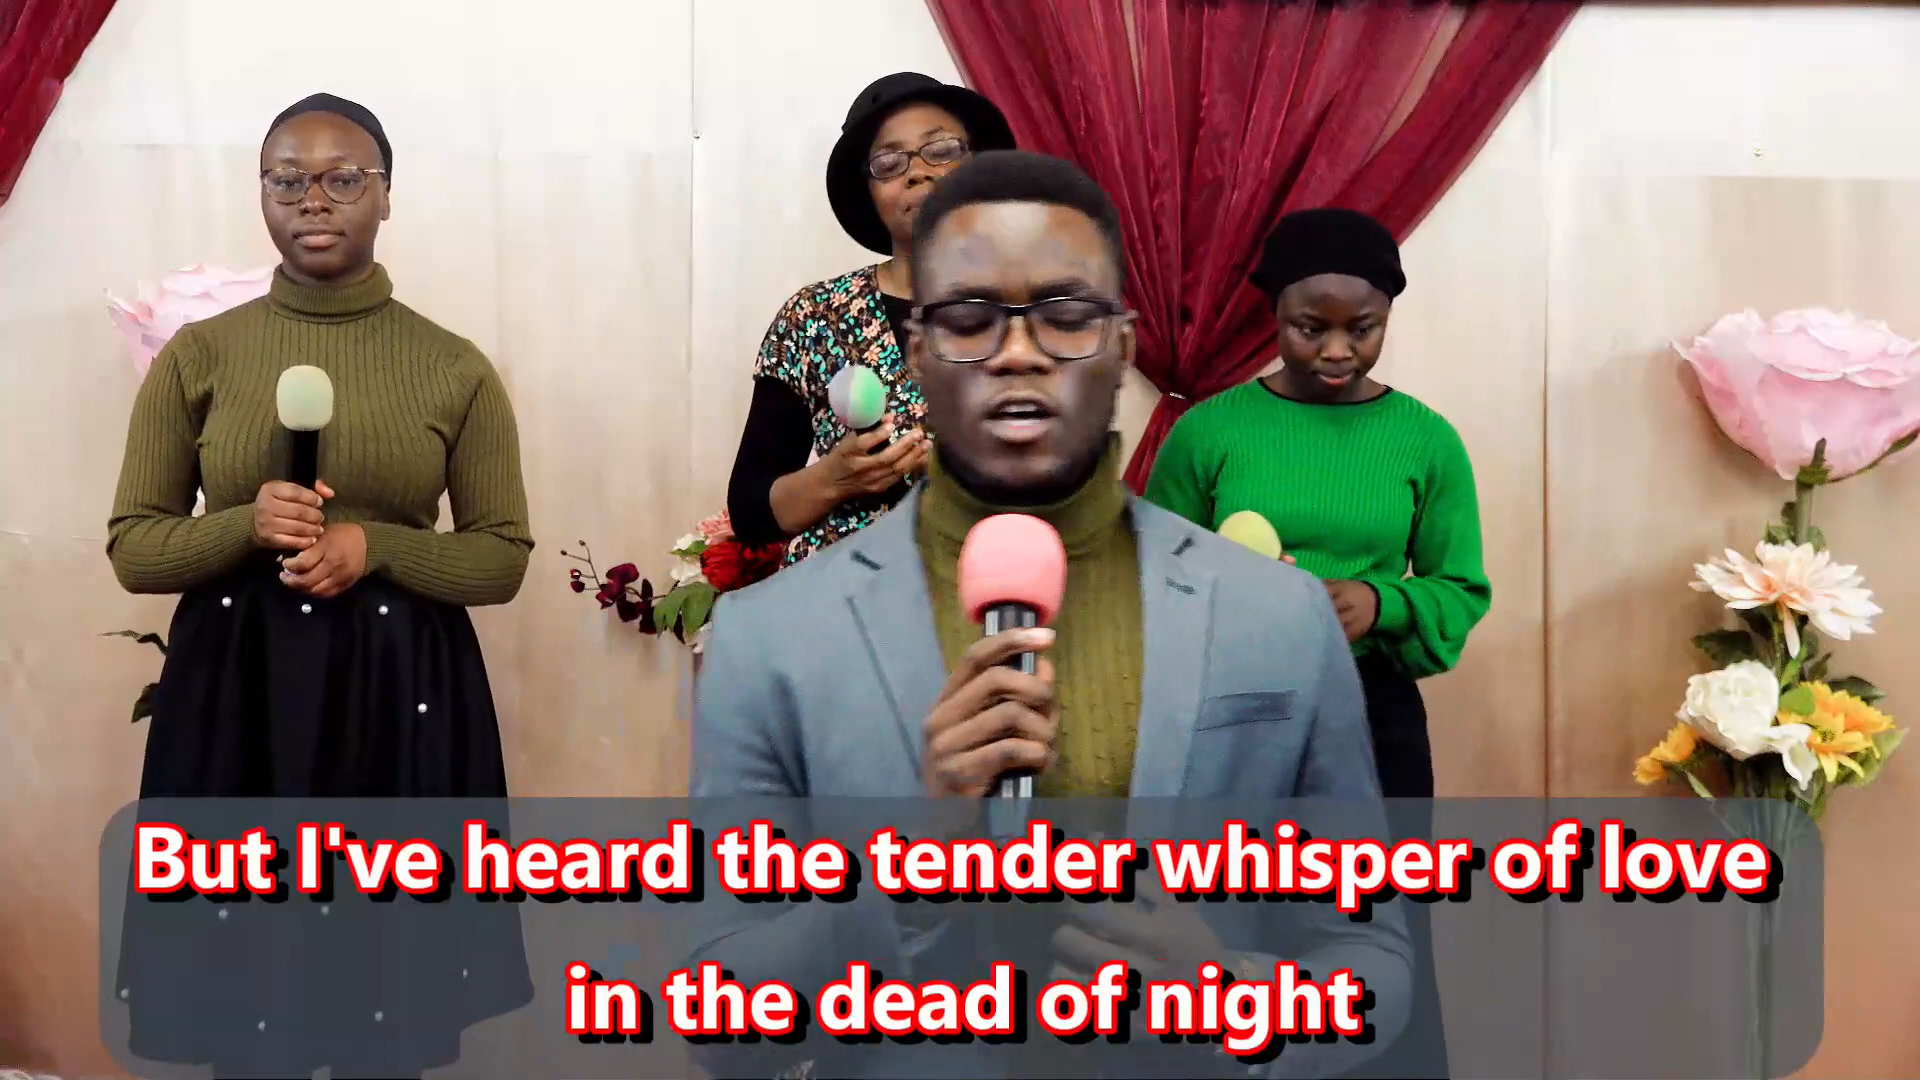 But I've heard the tender whisper of love
in the dead of night